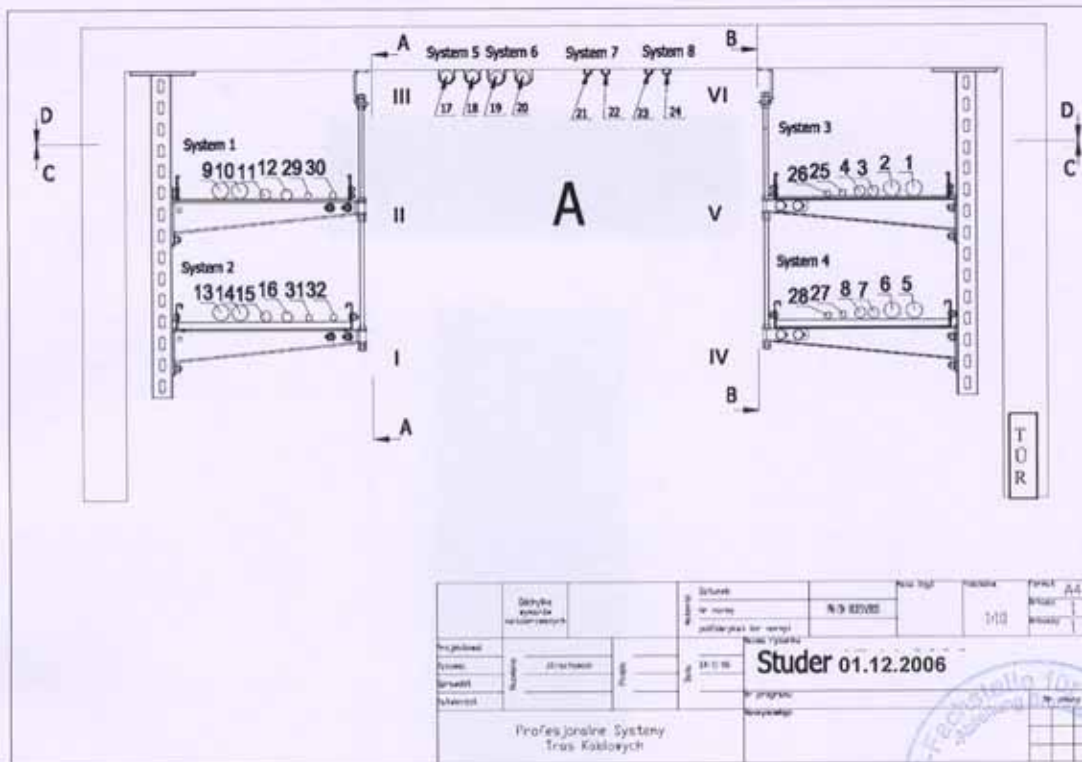 A
B
System 5 System 6 System 7 System 8
III
17 18 19 20 21 22 23 24
VI
D
C
System 1
9 10 11 12 29 30
System 3
26 25 4 3 2 1
D
C
II
A
V
System 2
13 14 15 16 31 32
System 4
28 27 8 7 6 5
I
IV
A
B
TÜR
Format A4
1:10
Studer 01.12.2006
Profesjonalne Systemy
Tras Kablowych